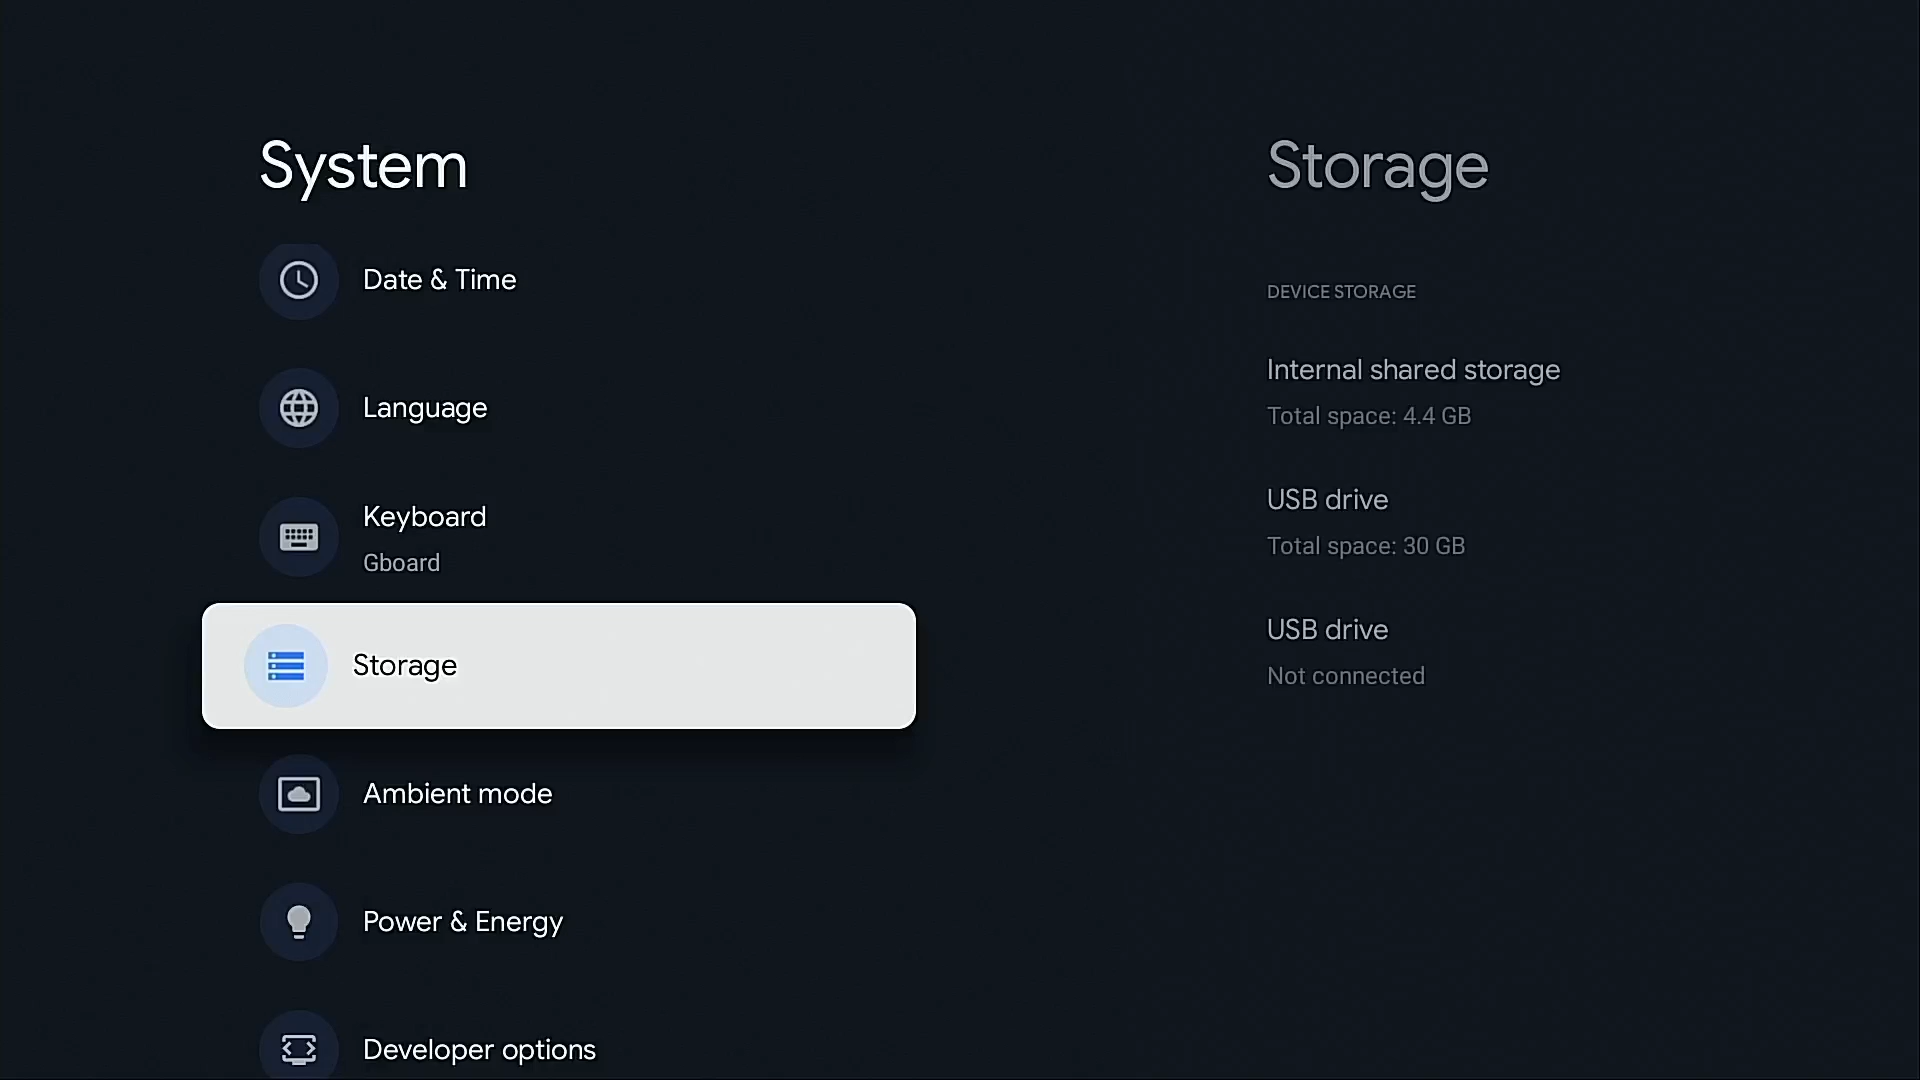 System
Date & Time
Language
Keyboard
Gboard
Storage
Ambient mode
Power & Energy
Developer options
Storage
DEVICE STORAGE
Internal shared storage
Total space: 4.4 GB
USB drive
Total space: 30 GB
USB drive
Not connected